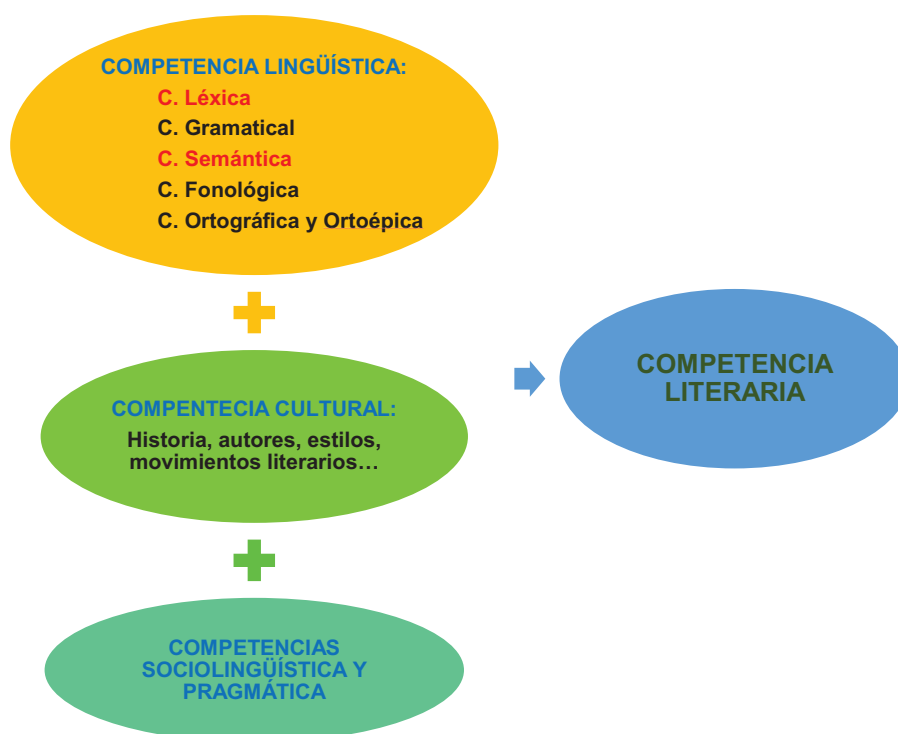 COMPETENCIA LINGÜÍSTICA:
C. Léxica
C. Gramatical
C. Semántica
C. Fonológica
C. Ortográfica y Ortoépica
COMPENTECIA CULTURAL:
Historia, autores, estilos,
movimientos literarios…
COMPETENCIAS
SOCIOLINGÜÍSTICA Y
PRAGMÁTICA
COMPETENCIA
LITERARIA